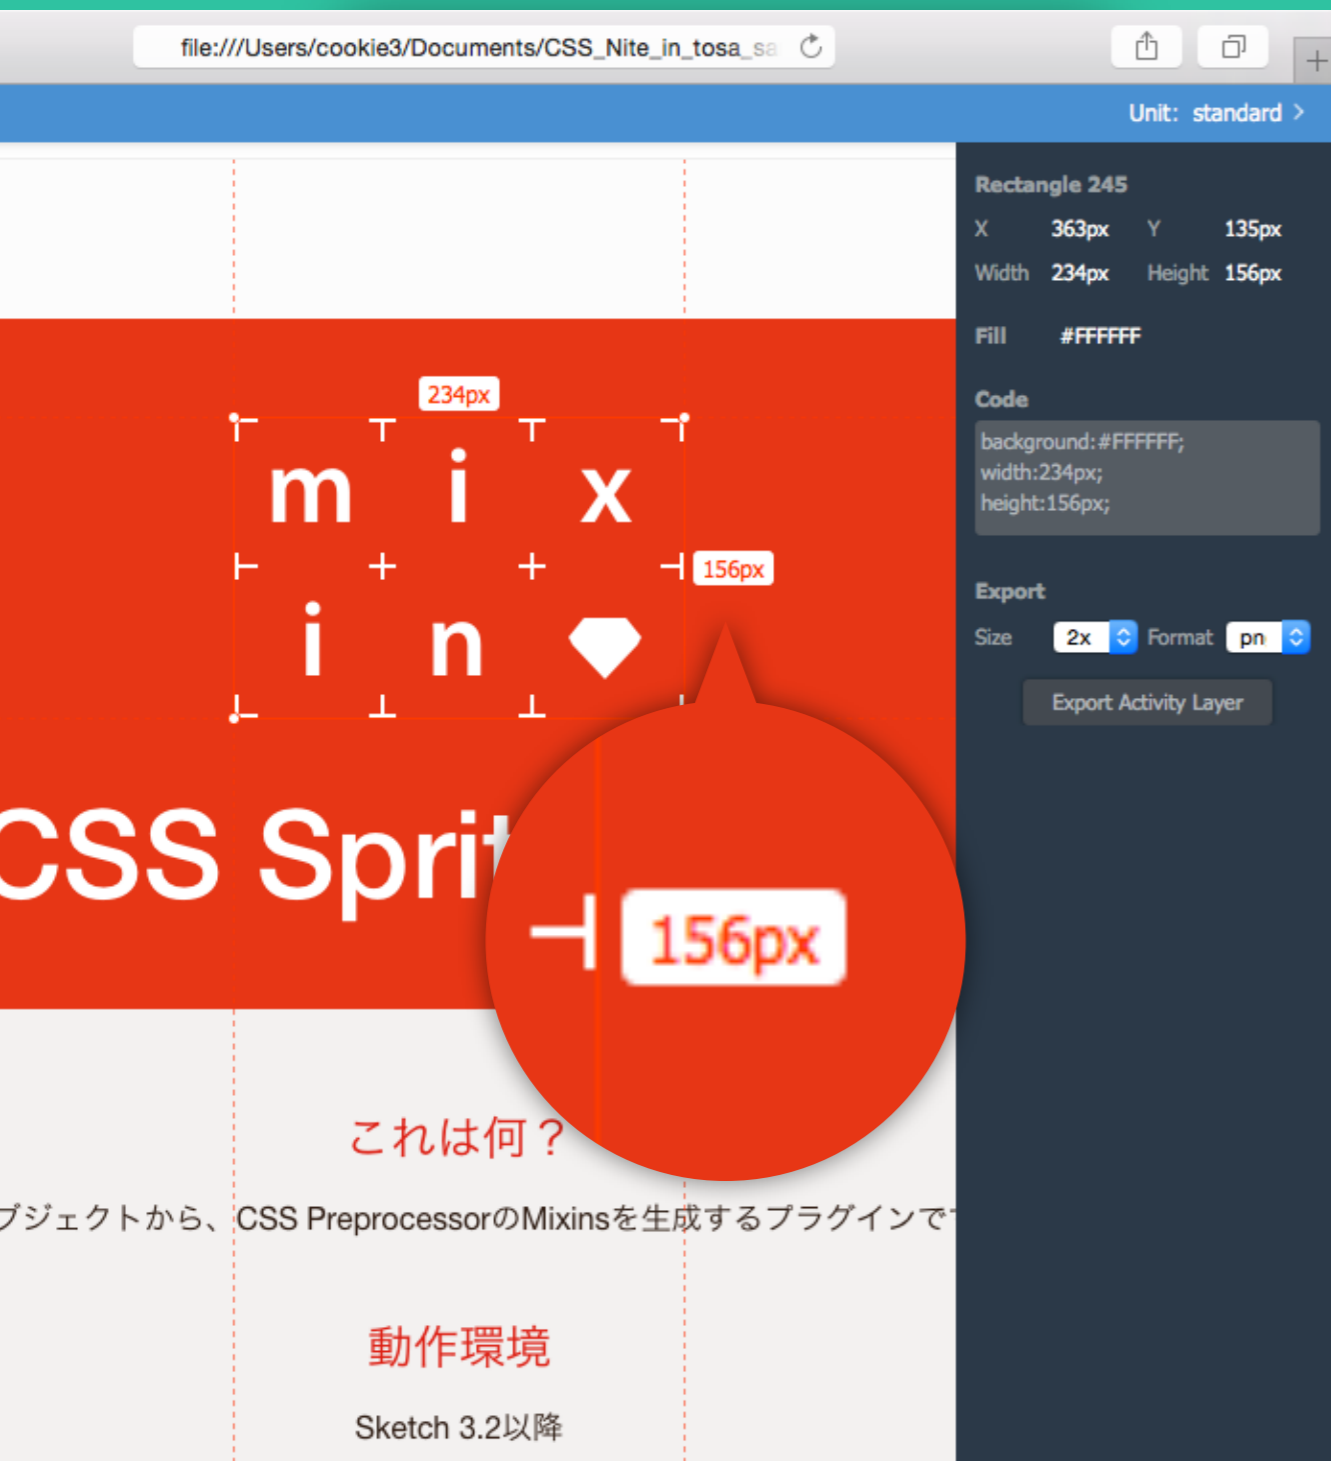 file:///Users/cookie3/Documents/CSS_Nite_in_tosa_sa
Unit: standard >
Rectangle 245
X 363px Y 135px
Width 234px Height 156px
Fill #FFFFFF
Code
background:#FFFFFF;
width:234px;
height:156px;
Export
Size 2x Format pn
Export Activity Layer
234px
m i x
156px
i n
CSS Sprit
156px
これは何？
ブジェクトから、CSS PreprocessorのMixinsを生成するプラグインで
動作環境
Sketch 3.2以降